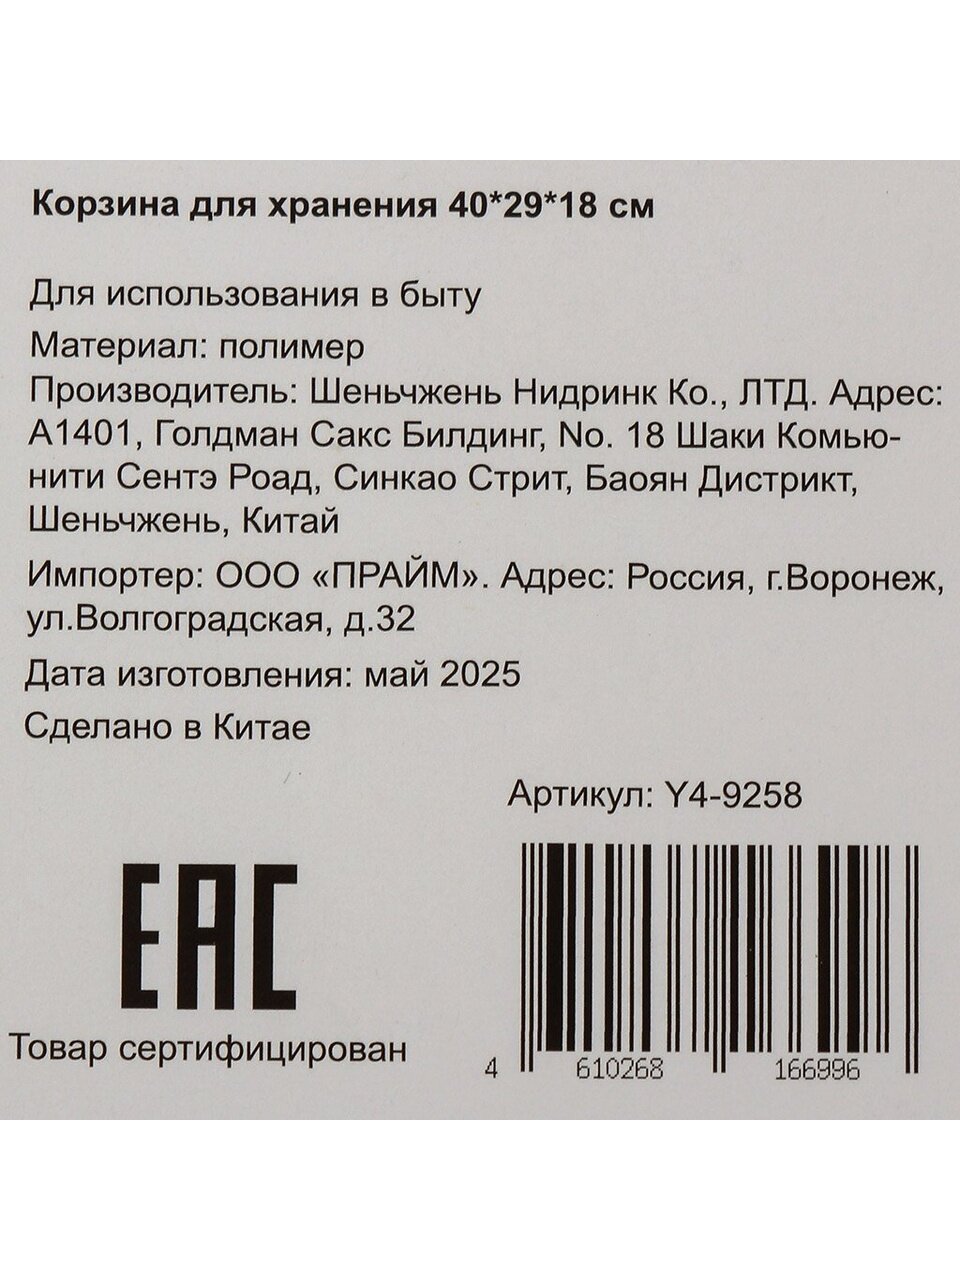 Корзина для хранения 40*29*18 см
Для использования в быту
Материал: полимер
Производитель: Шеньчжень Нидринк Ко., ЛТД. Адрес:
А1401, Голдман Сакс Билдинг, No. 18 Шаки Комью-
нити Сентэ Роад, Синкао Стрит, Баоян Дистрикт,
Шеньчжень, Китай
Импортер: ООО «ПРАЙМ». Адрес: Россия, г.Воронеж,
ул.Волгоградская, д.32
Дата изготовления: май 2025
Сделано в Китае
Артикул: Y4-9258
ЕАС
Товар сертифицирован
4 610268 166996